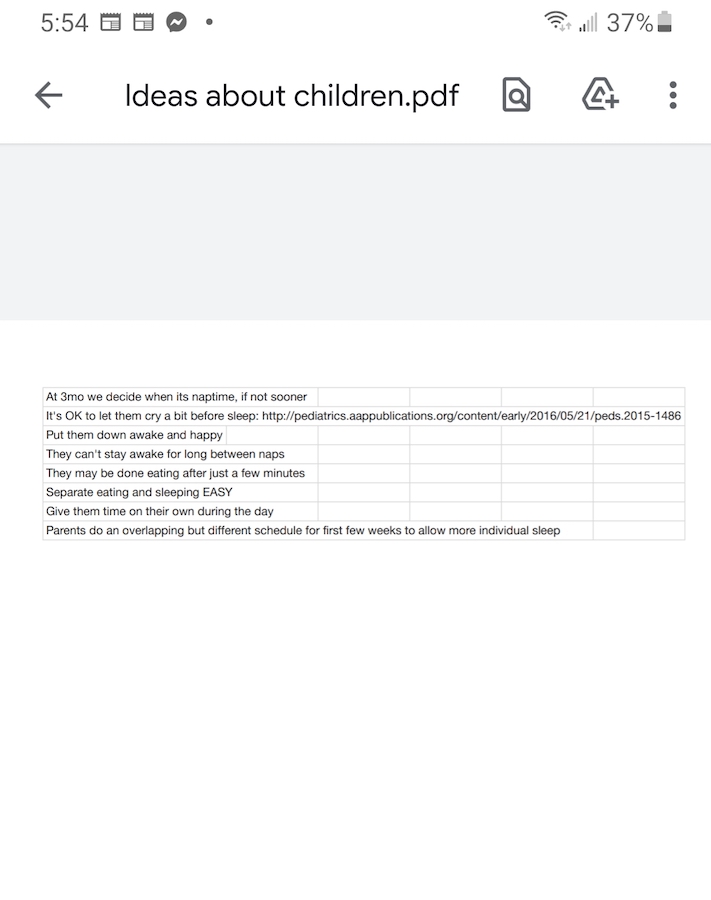 5:54 37%
Ideas about children.pdf
At 3mo we decide when its naptime, if not sooner
It's OK to let them cry a bit before sleep: http://pediatrics.aappublications.org/content/early/2016/05/21/peds.2015-1486
Put them down awake and happy
They can't stay awake for long between naps
They may be done eating after just a few minutes
Separate eating and sleeping EASY
Give them time on their own during the day
Parents do an overlapping but different schedule for first few weeks to allow more individual sleep